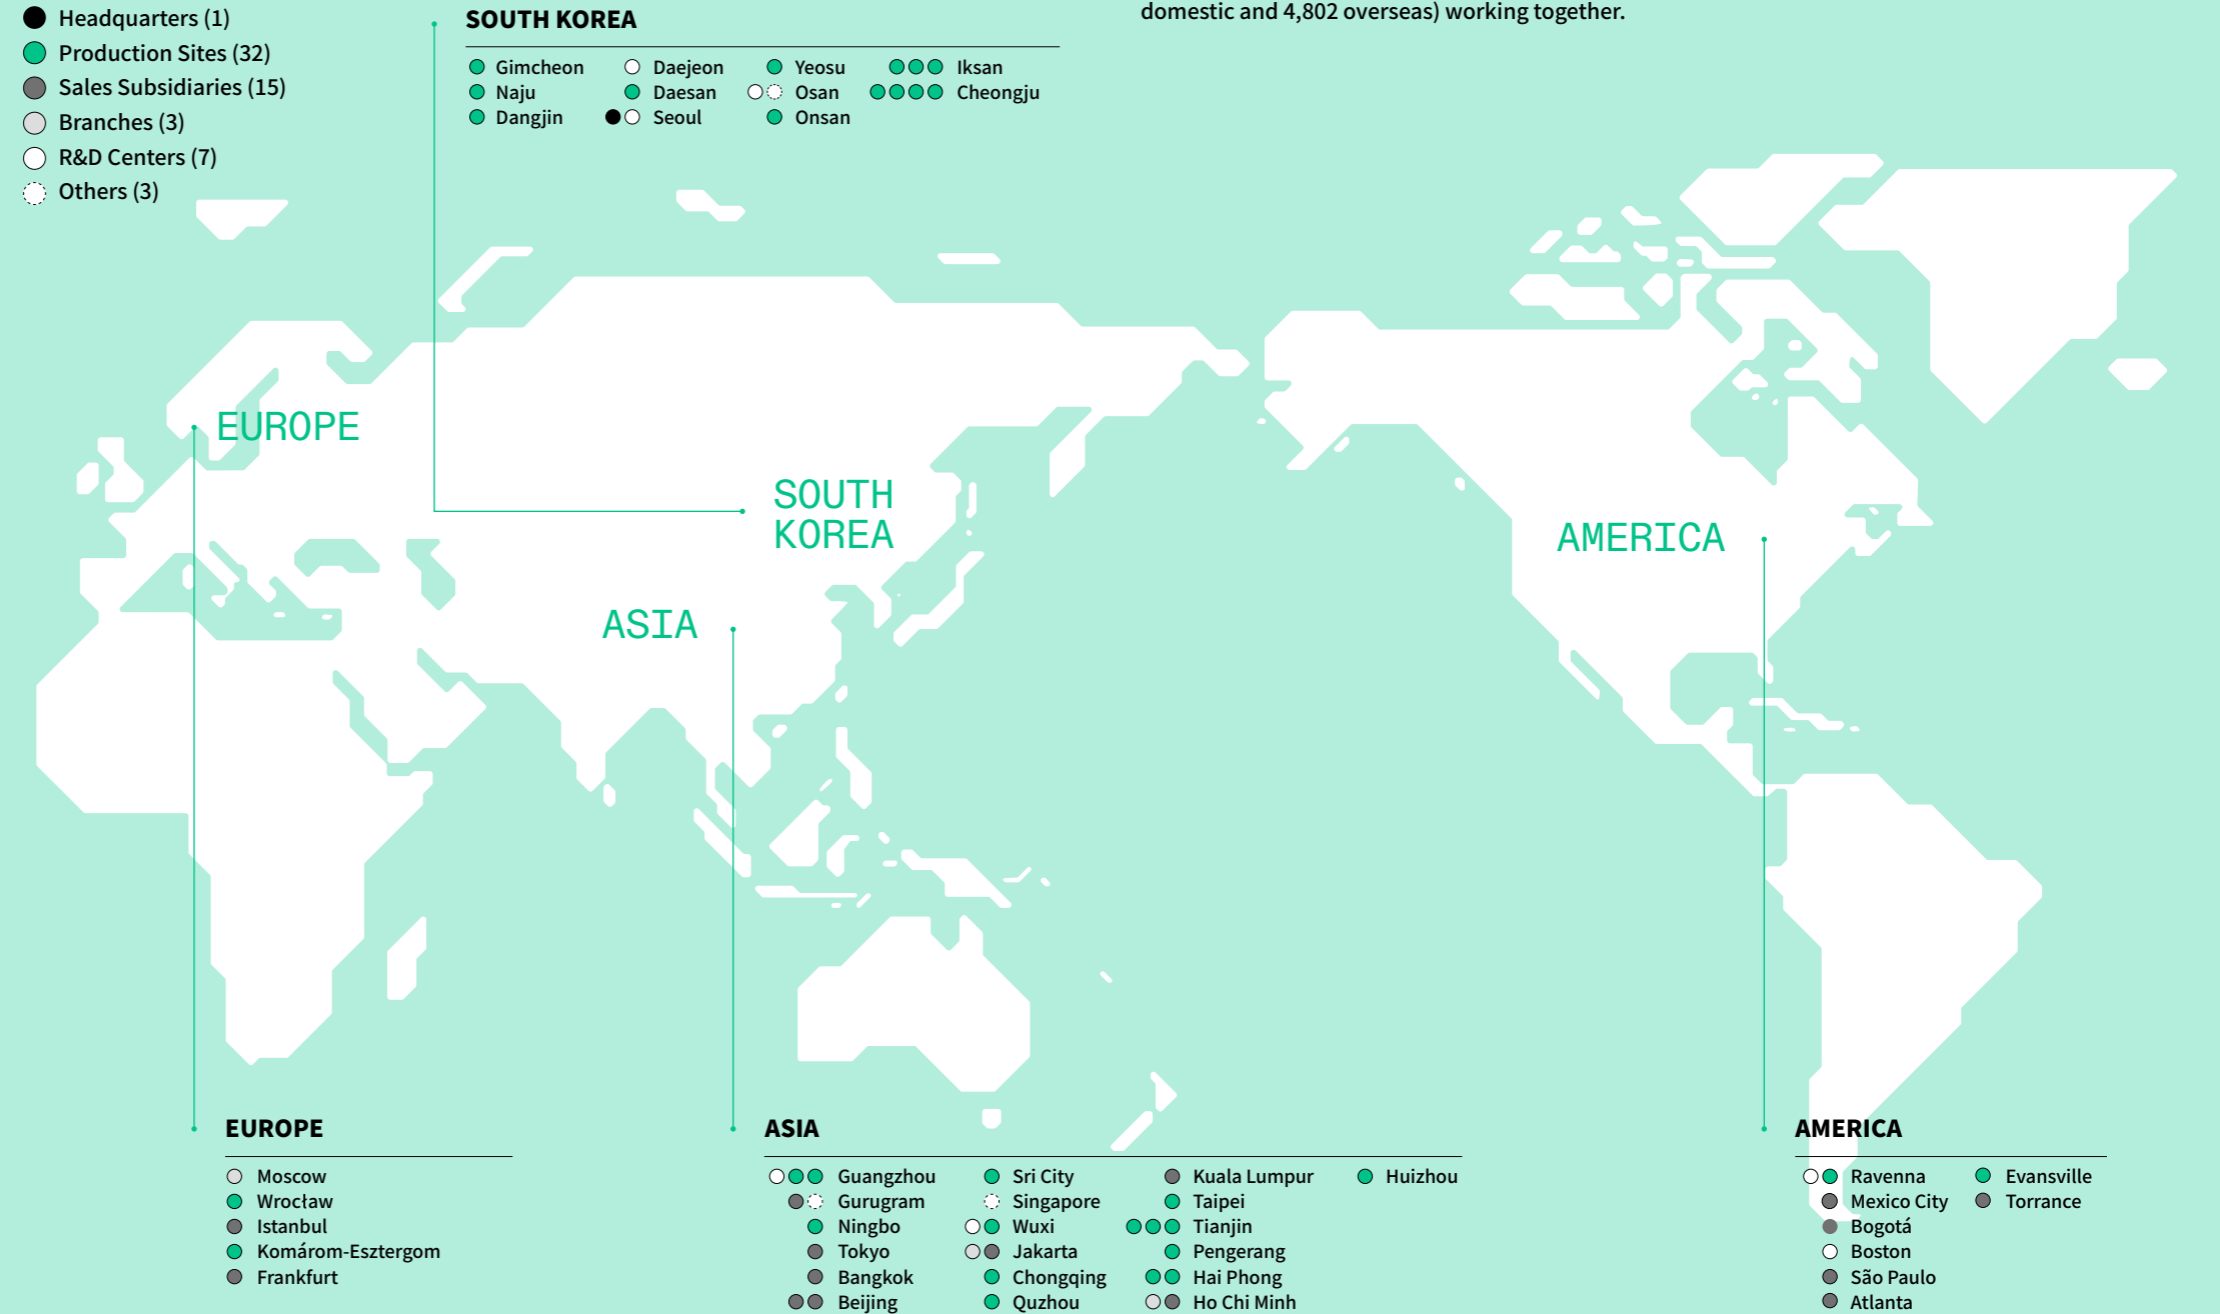 Headquarters (1)
Production Sites (32)
Sales Subsidiaries (15)
Branches (3)
R&D Centers (7)
Others (3)
SOUTH KOREA
Gimcheon
Naju
Dangjin
Daejeon
Daesan
Seoul
Yeosu
Osan
Onsan
Iksan
Cheongju
domestic and 4,802 overseas) working together.
EUROPE
SOUTH
KOREA
ASIA
AMERICA
EUROPE
Moscow
Wrocław
Istanbul
Komárom-Esztergom
Frankfurt
ASIA
Guangzhou
Gurugram
Ningbo
Tokyo
Bangkok
Beijing
Sri City
Singapore
Wuxi
Jakarta
Chongqing
Quzhou
Kuala Lumpur
Taipei
Tianjin
Pengerang
Hai Phong
Ho Chi Minh
Huizhou
AMERICA
Ravenna
Mexico City
Bogotá
Boston
São Paulo
Atlanta
Evansville
Torrance